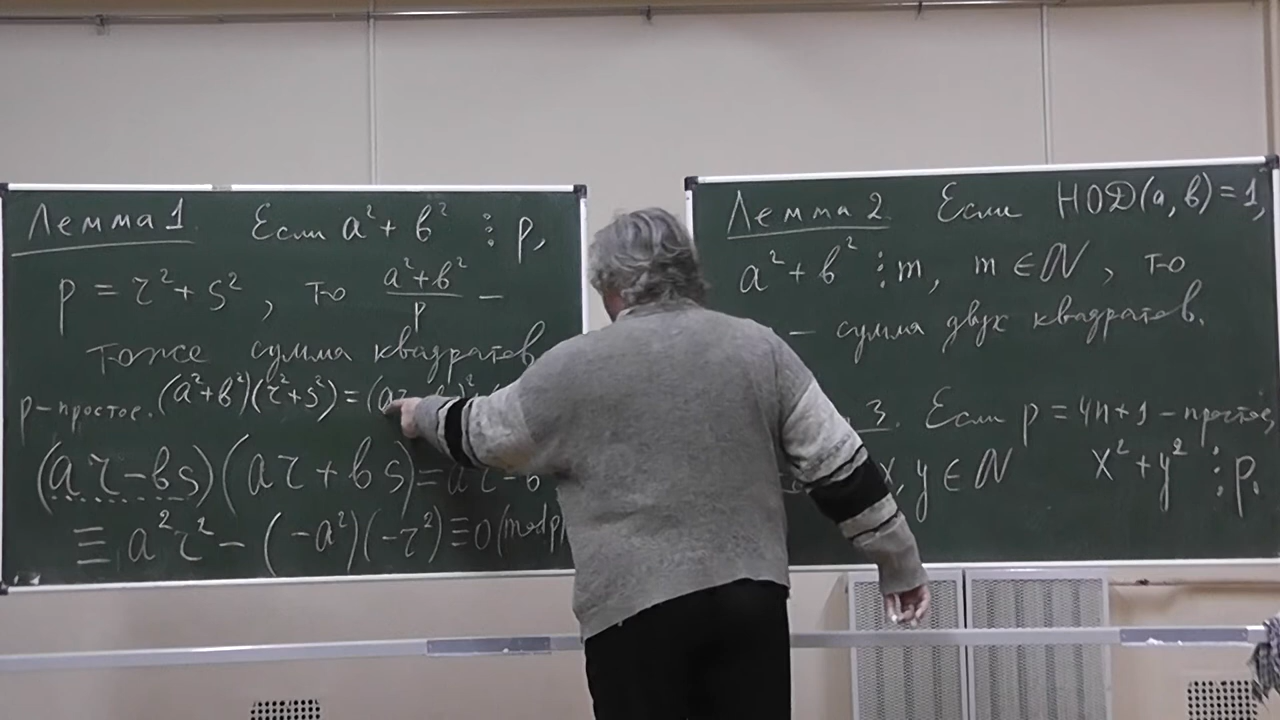 Лемма 1. Если a² + b² ⋮ p,
p = r² + s², то (a² + b²)/p –
тоже сумма квадратов
p – простое. (a² + b²)(r² + s²) = (ar
(ar – bs)(ar + bs) = a²r² – b
≡ a²r² – (–a²)(–r²) ≡ 0 (mod p)
Лемма 2. Если НОД(a, b) = 1,
a² + b² ⋮ m, m ∈ N, то
– сумма двух квадратов.
3. Если p = 4n + 1 – простое,
x, y ∈ N x² + y² ⋮ p.